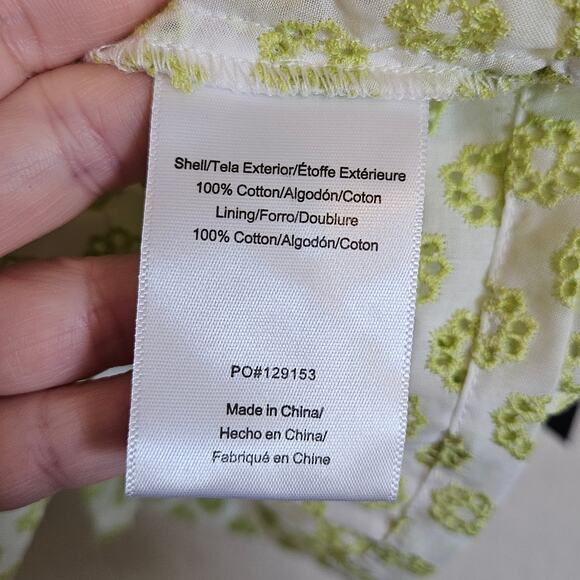 Shell/Tela Exterior/Étoffe Extérieure
100% Cotton/Algodón/Coton
Lining/Forro/Doublure
100% Cotton/Algodón/Coton
PO#129153
Made in China/
Hecho en China/
Fabriqué en Chine